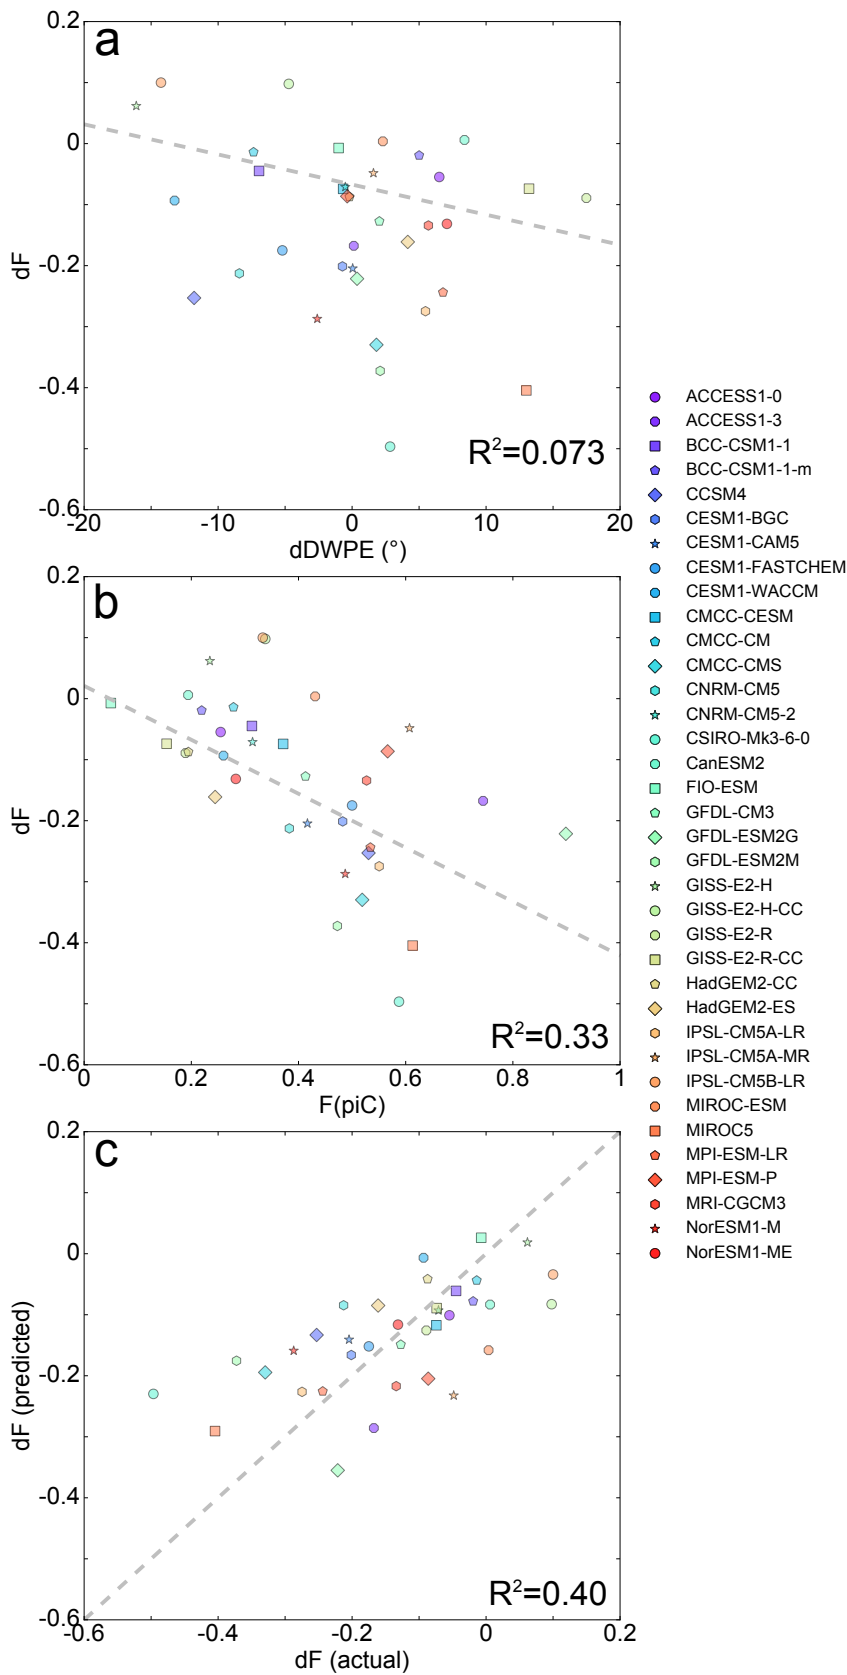 a
0.2
0
-0.2
-0.4
-0.6
dF
R²=0.073
-20
-10
0
10
20
dDWPE (°)
b
0.2
0
-0.2
-0.4
-0.6
dF
R²=0.33
0
0.2
0.4
0.6
0.8
1
F(piC)
c
0.2
0
-0.2
-0.4
-0.6
dF (predicted)
R²=0.40
-0.6
-0.4
-0.2
0
0.2
dF (actual)
ACCESS1-0
ACCESS1-3
BCC-CSM1-1
BCC-CSM1-1-m
CCSM4
CESM1-BGC
CESM1-CAM5
CESM1-FASTCHEM
CESM1-WACCM
CMCC-CESM
CMCC-CM
CMCC-CMS
CNRM-CM5
CNRM-CM5-2
CSIRO-Mk3-6-0
CanESM2
FIO-ESM
GFDL-CM3
GFDL-ESM2G
GFDL-ESM2M
GISS-E2-H
GISS-E2-H-CC
GISS-E2-R
GISS-E2-R-CC
HadGEM2-CC
HadGEM2-ES
IPSL-CM5A-LR
IPSL-CM5A-MR
IPSL-CM5B-LR
MIROC-ESM
MIROC5
MPI-ESM-LR
MPI-ESM-P
MRI-CGCM3
NorESM1-M
NorESM1-ME